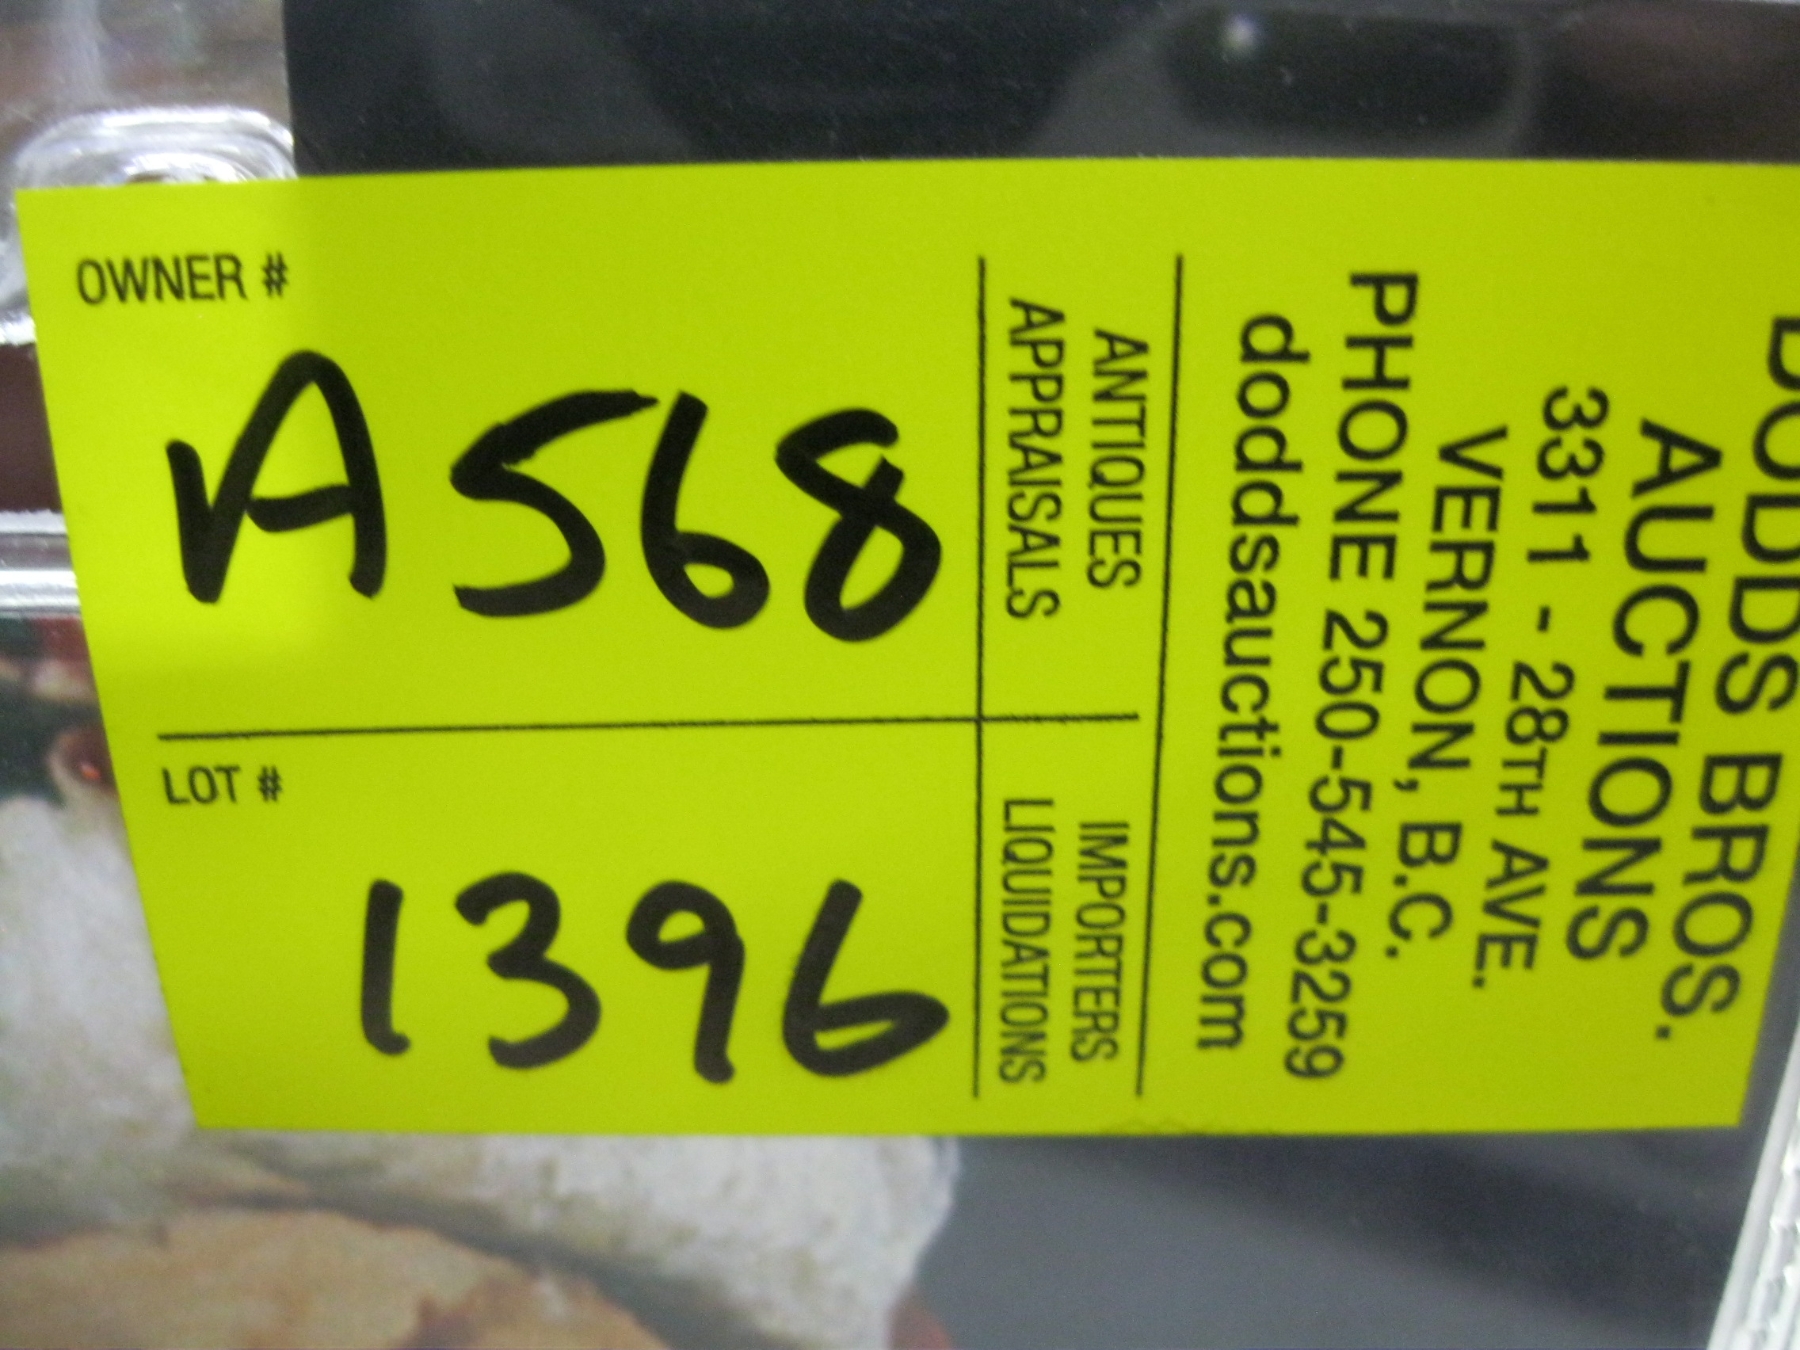 DODDS BROS.
AUCTIONS
3311 - 28TH AVE.
VERNON, B.C.
PHONE 250-545-3259
doddsauctions.com
ANTIQUES
APPRAISALS
IMPORTERS
LIQUIDATIONS
OWNER #
A568
LOT #
1396